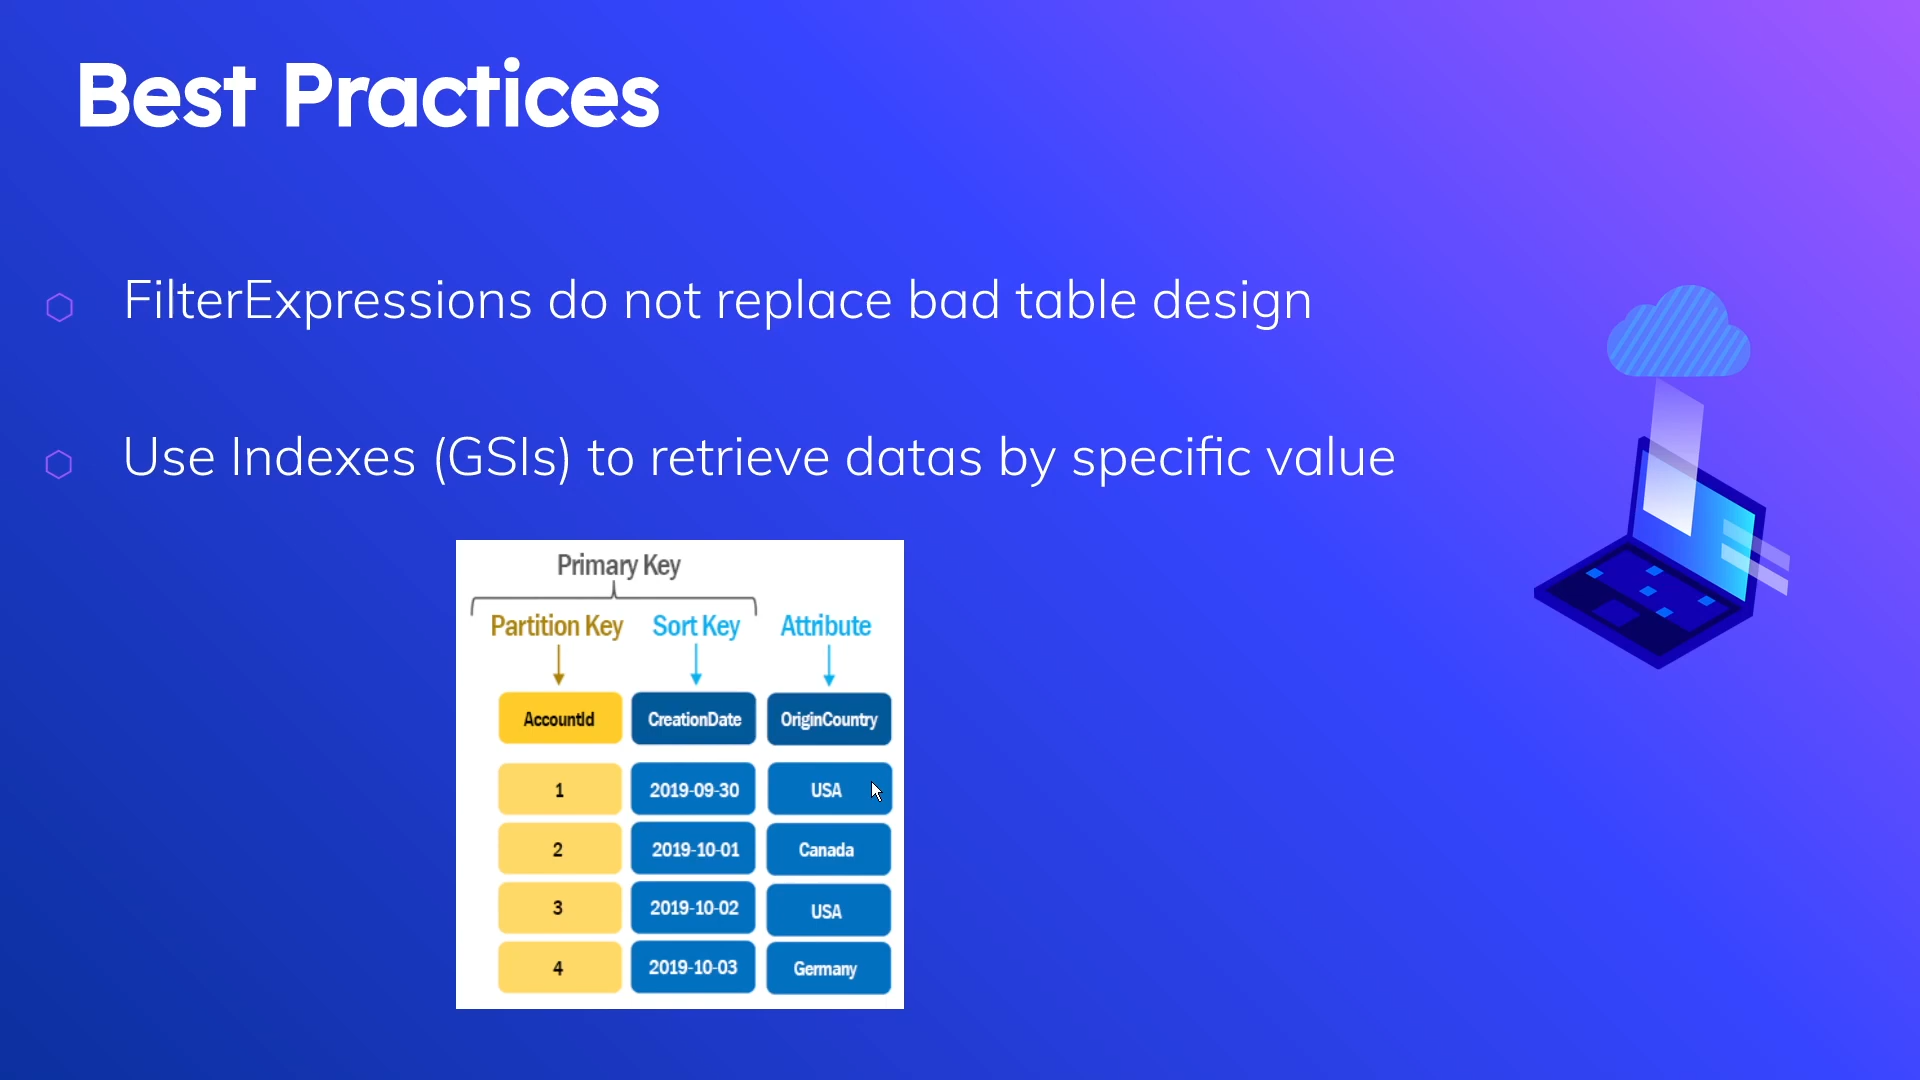 Best Practices
FilterExpressions do not replace bad table design
Use Indexes (GSIs) to retrieve datas by specific value
Primary Key
Partition Key Sort Key Attribute
AccountId CreationDate OriginCountry
1 2019-09-30 USA
2 2019-10-01 Canada
3 2019-10-02 USA
4 2019-10-03 Germany